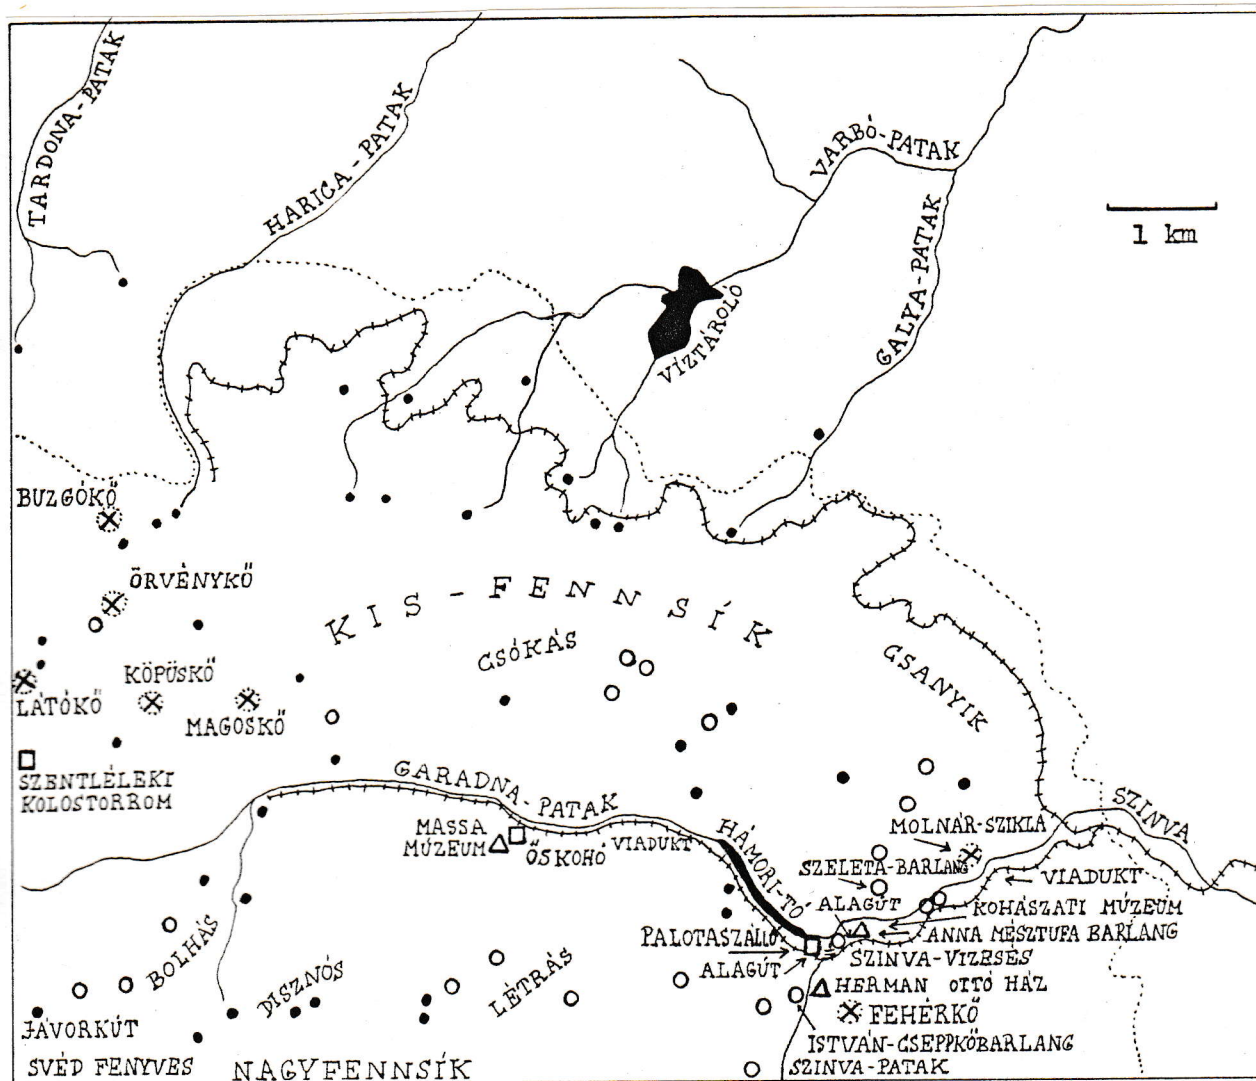 TARDONA-PATAK
HARICA-PATAK
VARBÓ-PATAK
GALYA-PATAK
1 km
VÍZTÁROLÓ
BUZGÓKŐ
ÖRVÉNYKŐ
KIS-FENNSÍK
CSÓKÁS
CSANYIK
KÖPÜSKŐ
LÁTÓKŐ
MAGOSKŐ
SZENTLÉLEKI
KOLOSTORROM
GARADNA-PATAK
SZINVA
MASSA
MÚZEUM
ŐSKOHÓ
VIADUKT
HÁMORI-TÓ
MOLNÁR-SZIKLA
SZELETA-BARLANG
VIADUKT
ALAGÚT
KOHÁSZATI MÚZEUM
PALOTASZÁLLÓ
ANNA MÉSZTUFA BARLANG
ALAGÚT
SZINVA-VIZESÉS
BOLHÁS
DISZNÓS
LÉTRÁS
HERMAN OTTÓ HÁZ
FEHÉRKŐ
JÁVORKÚT
ISTVÁN-CSEPPKŐBARLANG
SVÉD FENYVES
NAGYFENNSÍK
SZINVA-PATAK